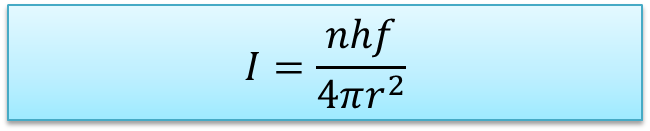 I = nhf / 4πr²